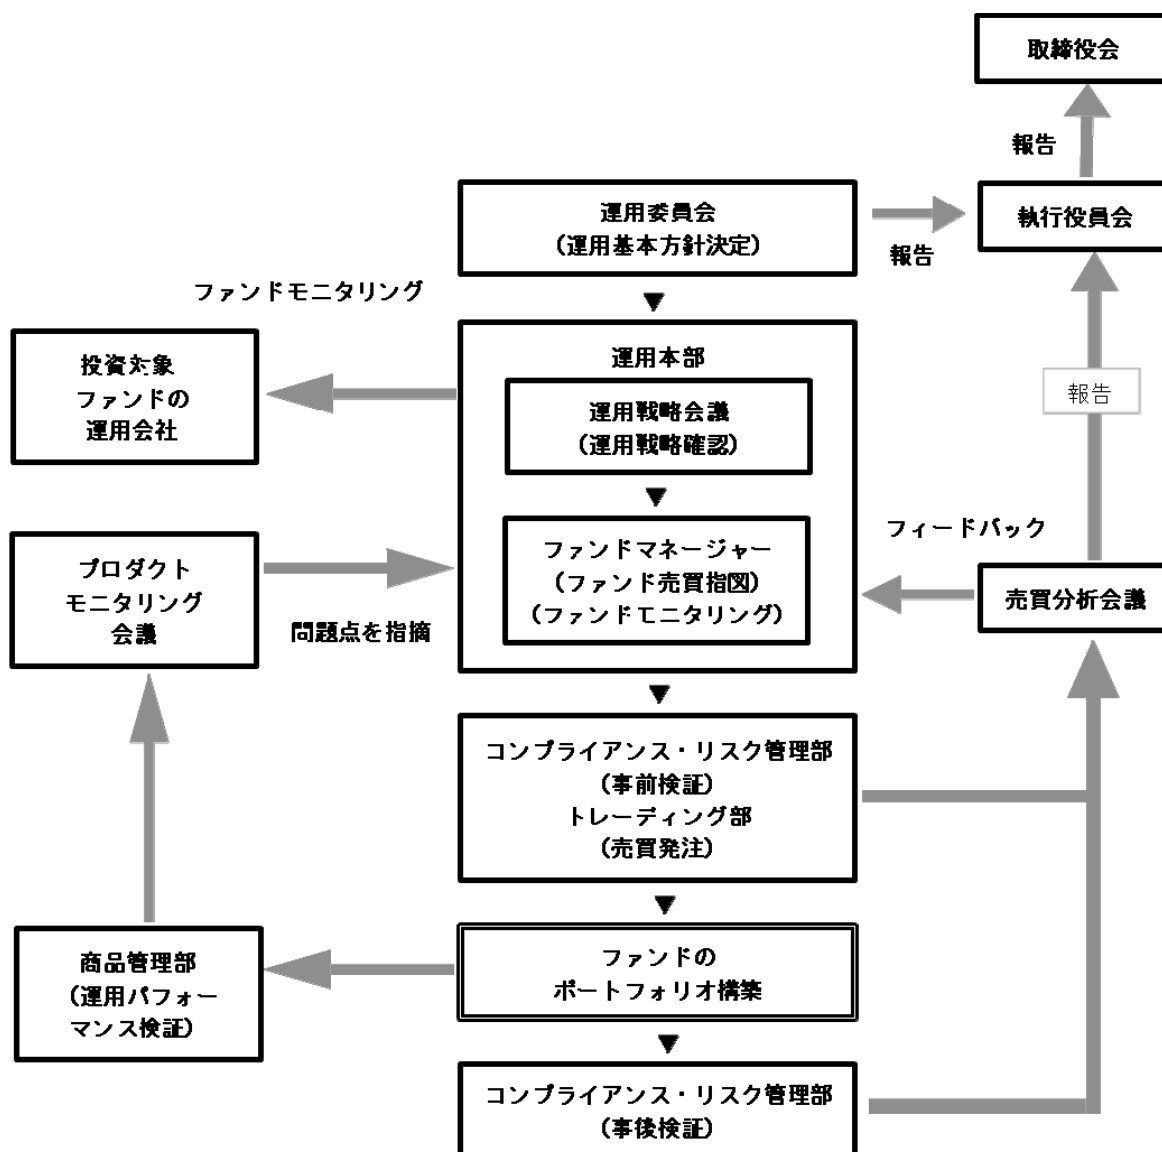 取締役会
報告
運用委員会
(運用基本方針決定)
執行役員会
報告
ファンドモニタリング
投資対象
ファンドの
運用会社
運用本部
運用戦略会議
(運用戦略確認)
報告
プロダクト
モニタリング
会議
問題点を指摘
ファンドマネージャー
(ファンド売買指図)
(ファンドモニタリング)
フィードバック
売買分析会議
コンプライアンス・リスク管理部
(事前検証)
トレーディング部
(売買発注)
商品管理部
(運用パフォー
マンス検証)
ファンドの
ポートフォリオ構築
コンプライアンス・リスク管理部
(事後検証)